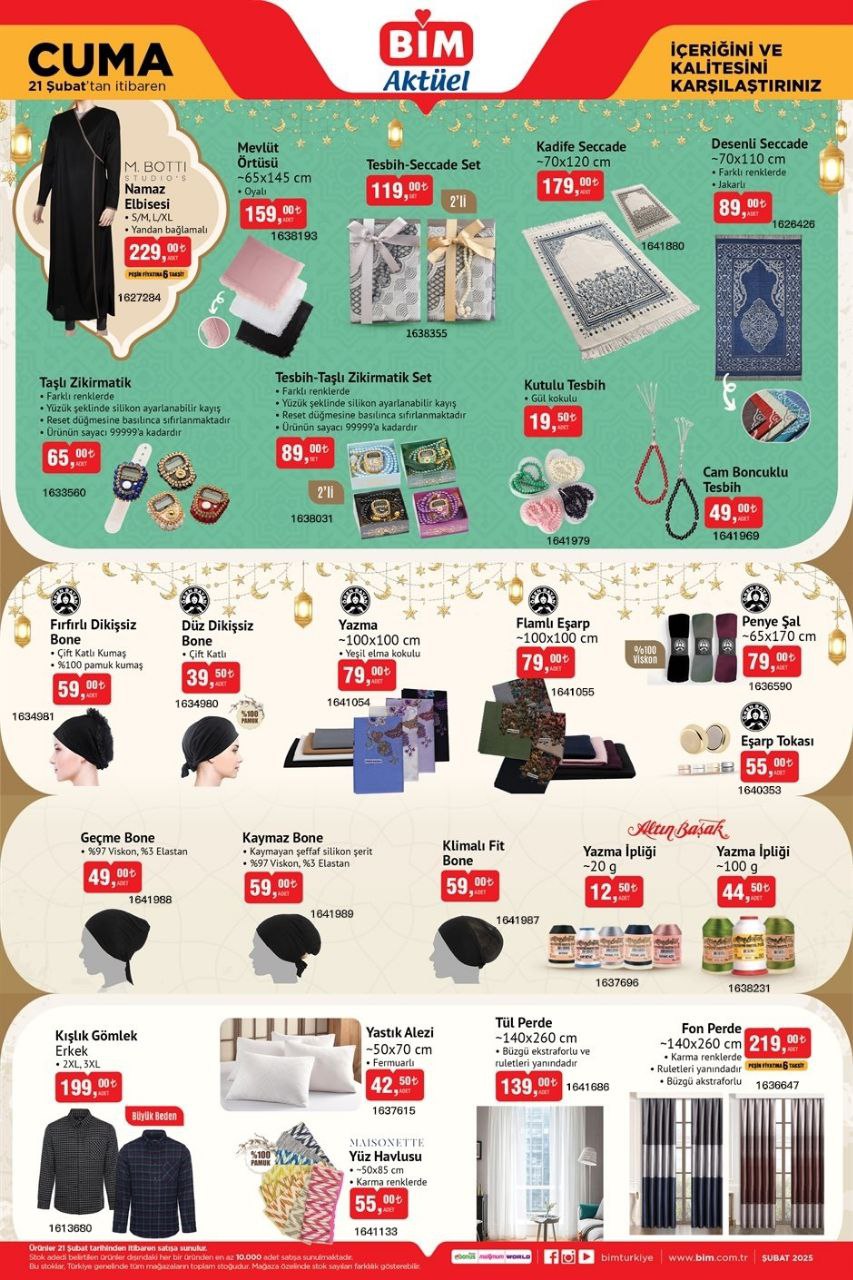 CUMA
21 Şubat'tan itibaren
BİM
Aktüel
İÇERİĞİNİ VE
KALİTESİNİ
KARŞILAŞTIRINIZ
M. BOTTI
STUDIO'S
Namaz
Elbisesi
• S/M, L/XL
• Yandan bağlamalı
229,00₺
ADET
PEŞİN FİYATINA 6 TAKSİT
1627284
Mevlüt
Örtüsü
~65x145 cm
• Oyalı
159,00₺
ADET
1638193
Tesbih-Seccade Set
119,00₺
SET
2'li
1638355
Kadife Seccade
~70x120 cm
179,00₺
ADET
1641880
Desenli Seccade
~70x110 cm
• Farklı renklerde
• Jakarlı
89,00₺
ADET
1626426
Taşlı Zikirmatik
• Farklı renklerde
• Yüzük şeklinde silikon ayarlanabilir kayış
• Reset düğmesine basılınca sıfırlanmaktadır
• Ürünün sayacı 99999'a kadardır
65,00₺
ADET
1633560
Tesbih-Taşlı Zikirmatik Set
• Farklı renklerde
• Yüzük şeklinde silikon ayarlanabilir kayış
• Reset düğmesine basılınca sıfırlanmaktadır
• Ürünün sayacı 99999'a kadardır
89,00₺
SET
2'li
1638031
Kutulu Tesbih
• Gül kokulu
19,50₺
ADET
1641979
Cam Boncuklu
Tesbih
49,00₺
ADET
1641969
Fırfırlı Dikişsiz
Bone
• Çift Katlı Kumaş
• %100 pamuk kumaş
59,00₺
ADET
1634981
Düz Dikişsiz
Bone
• Çift Katlı
39,50₺
ADET
1634980
%100
PAMUK
Yazma
~100x100 cm
• Yeşil elma kokulu
79,00₺
ADET
1641054
Flamlı Eşarp
~100x100 cm
79,00₺
ADET
1641055
%100
Viskon
Penye Şal
~65x170 cm
79,00₺
ADET
1636590
Eşarp Tokası
55,00₺
ADET
1640353
Geçme Bone
• %97 Viskon, %3 Elastan
49,00₺
ADET
1641988
Kaymaz Bone
• Kaymayan şeffaf silikon şerit
• %97 Viskon, %3 Elastan
59,00₺
ADET
1641989
Klimalı Fit
Bone
59,00₺
ADET
1641987
Altın Başak
Yazma İpliği
~20 g
12,50₺
ADET
1637696
Yazma İpliği
~100 g
44,50₺
ADET
1638231
Kışlık Gömlek
Erkek
• 2XL, 3XL
199,00₺
ADET
Büyük Beden
1613680
Yastık Alezi
~50x70 cm
• Fermuarlı
42,50₺
ADET
1637615
%100
PAMUK
MAISONETTE
Yüz Havlusu
• ~50x85 cm
• Karma renklerde
55,00₺
ADET
1641133
Tül Perde
~140x260 cm
• Büzgü ekstraforlu ve
ruletleri yanındadır
139,00₺
ADET
1641686
Fon Perde
~140x260 cm
• Karma renklerde
• Ruletleri yanındadır
• Büzgü akstraforlu
219,00₺
ADET
PEŞİN FİYATINA 6 TAKSİT
1636647
Ürünler 21 Şubat tarihinden itibaren satışa sunulur.
Stok adedi belirtilen ürünler dışındaki her bir üründen en az 10.000 adet satışa sunulmaktadır.
Bu stoklar, Türkiye genelinde tüm mağazaların toplam stoğudur. Mağaza özelinde stok sayıları farklılık gösterebilir.
bonus maximum WORLD
bimturkiye
www.bim.com.tr
ŞUBAT 2025